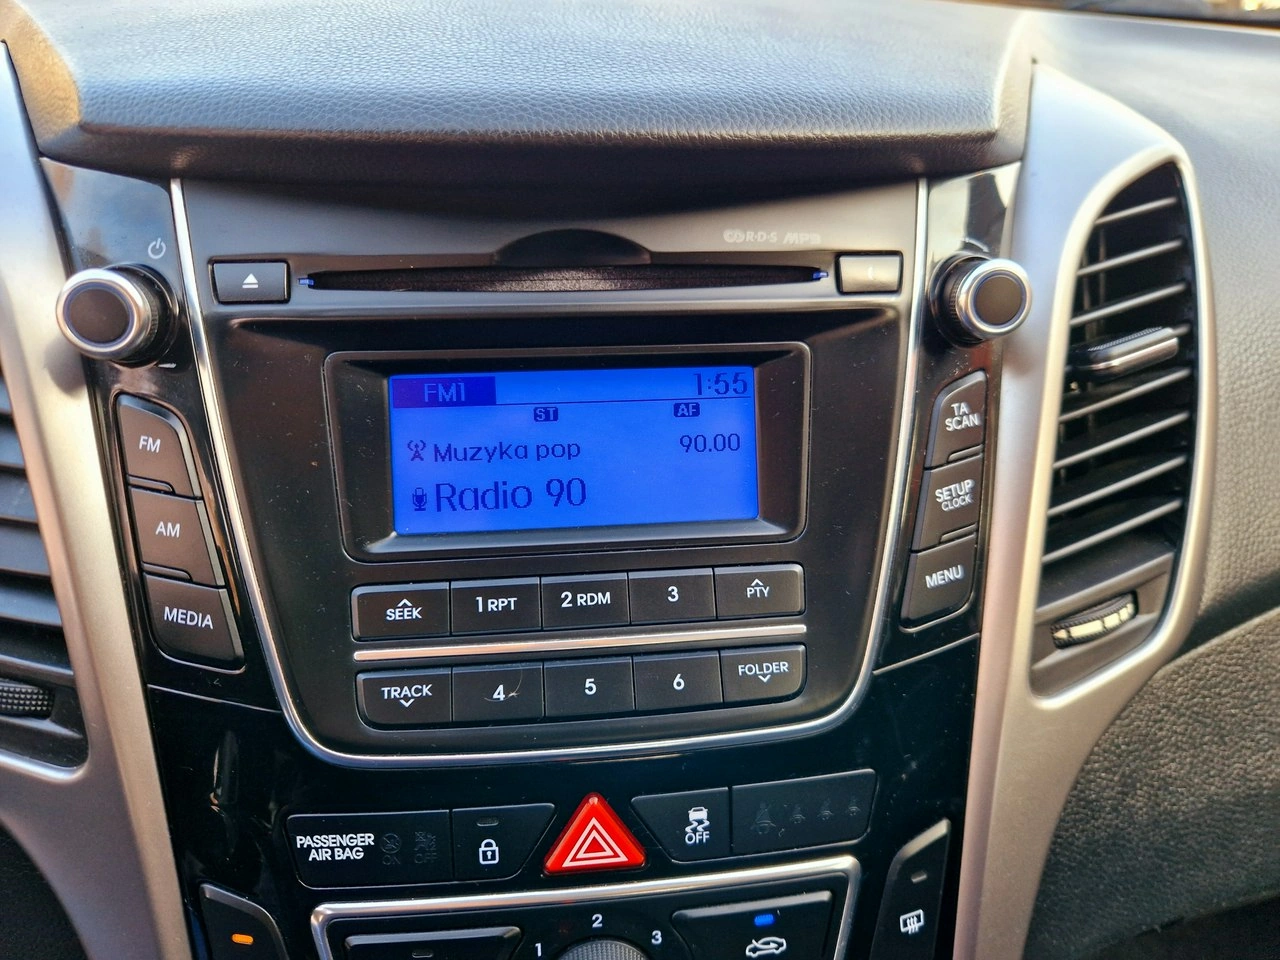 R·D·S MP3
FM1 1:55
ST AF
Muzyka pop 90.00
Radio 90
FM
AM
MEDIA
TA
SCAN
SETUP
CLOCK
MENU
SEEK 1 RPT 2 RDM 3 PTY
TRACK 4 5 6 FOLDER
PASSENGER
AIR BAG
ON OFF
OFF
1 2 3